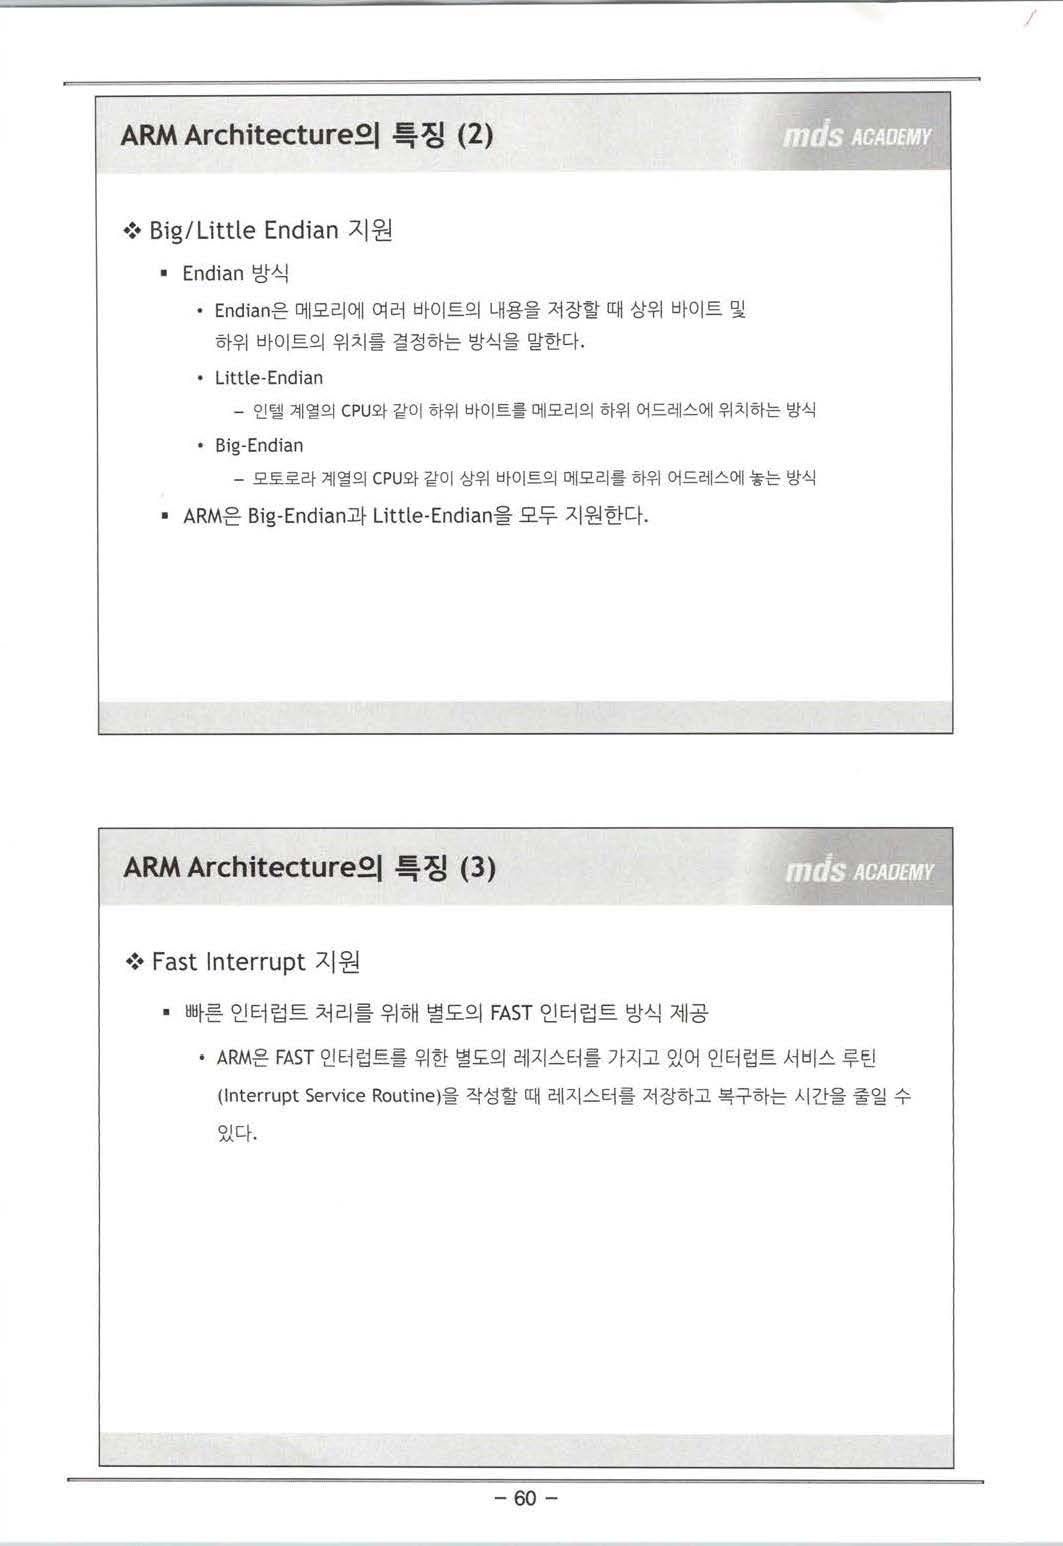 ARM Architecture의 특징 (2)
mds ACADEMY
❖ Big/Little Endian 지원
▪ Endian 방식
• Endian은 메모리에 여러 바이트의 내용을 저장할 때 상위 바이트 및
하위 바이트의 위치를 결정하는 방식을 말한다.
• Little-Endian
– 인텔 계열의 CPU와 같이 하위 바이트를 메모리의 하위 어드레스에 위치하는 방식
• Big-Endian
– 모토로라 계열의 CPU와 같이 상위 바이트의 메모리를 하위 어드레스에 놓는 방식
▪ ARM은 Big-Endian과 Little-Endian을 모두 지원한다.
ARM Architecture의 특징 (3)
mds ACADEMY
❖ Fast Interrupt 지원
▪ 빠른 인터럽트 처리를 위해 별도의 FAST 인터럽트 방식 제공
• ARM은 FAST 인터럽트를 위한 별도의 레지스터를 가지고 있어 인터럽트 서비스 루틴
(Interrupt Service Routine)을 작성할 때 레지스터를 저장하고 복구하는 시간을 줄일 수
있다.
– 60 –